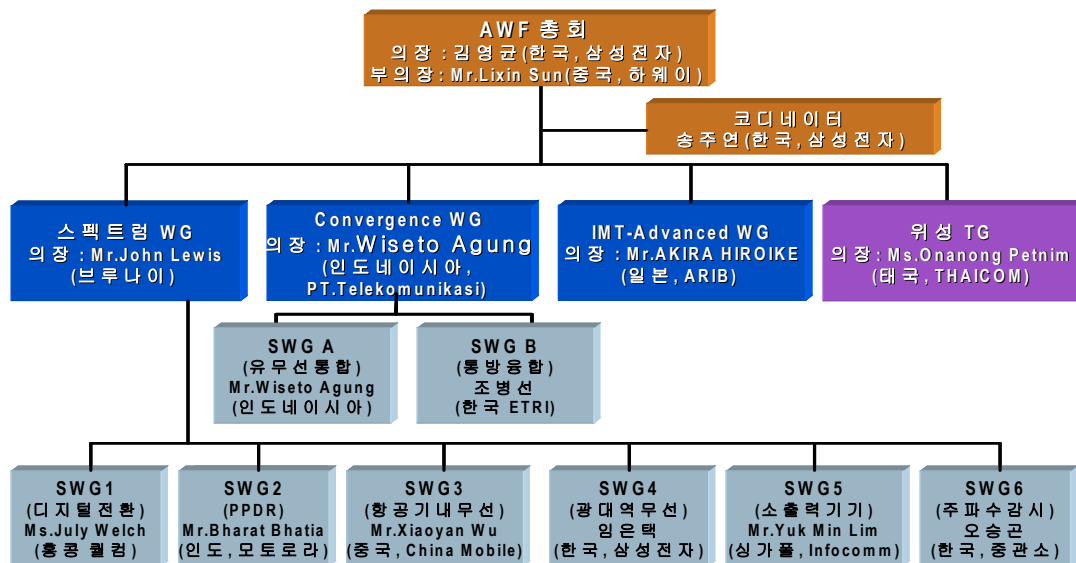 AWF 총회
의장 : 김영균(한국,삼성전자)
부의장: Mr.Lixin Sun(중국,하웨이)
코디네이터
송주연(한국,삼성전자)
스펙트럼 WG
의장 : Mr.John Lewis
(브루나이)
Convergence WG
의장 : Mr.Wiseto Agung
(인도네이시아,
PT.Telekomunikasi)
IMT-Advanced WG
의장 : Mr.AKIRA HIROIKE
(일본, ARIB)
위성 TG
의장 : Ms.Onanong Petnim
(태국, THAICOM)
SWG A
(유무선통합)
Mr.Wiseto Agung
(인도네이시아)
SWG B
(통방융합)
조병선
(한국 ETRI)
SWG1
(디지털전환)
Ms.July Welch
(홍콩 퀄컴)
SWG2
(PPDR)
Mr.Bharat Bhatia
(인도,모토로라)
SWG3
(항공기내무선)
Mr.Xiaoyan Wu
(중국, China Mobile)
SWG4
(광대역무선)
임은택
(한국,삼성전자)
SWG5
(소출력기기)
Mr.Yuk Min Lim
(싱가폴, Infocomm)
SWG6
(주파수감시)
오승곤
(한국,중관소)